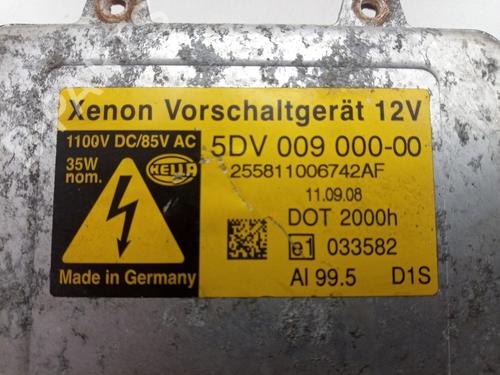 Xenon Vorschaltgerät 12V
1100V DC/85V AC
35W
nom.
HELLA
Made in Germany
5DV 009 000-00
255811006742AF
11.09.08
DOT 2000h
e1 033582
Al 99.5 D1S